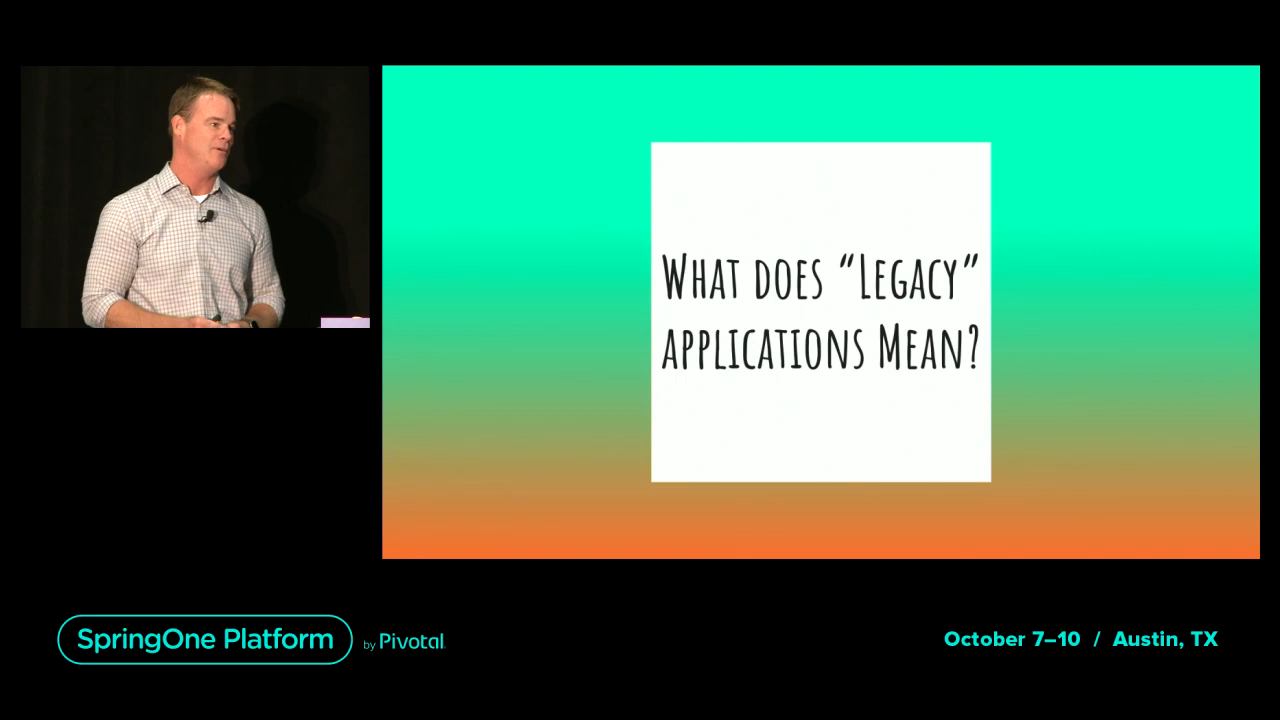 WHAT DOES “LEGACY”
APPLICATIONS MEAN?
SpringOne Platform by Pivotal
October 7–10 / Austin, TX